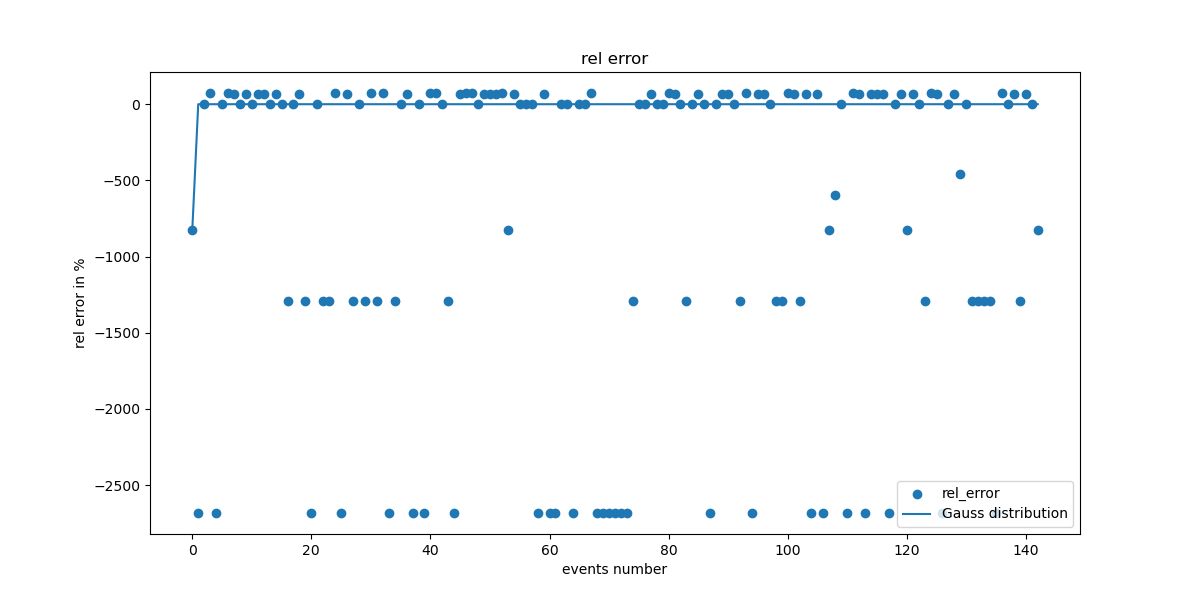 rel error
0
−500
−1000
−1500
−2000
−2500
rel error in %
0
20
40
60
80
100
120
140
events number
rel_error
Gauss distribution